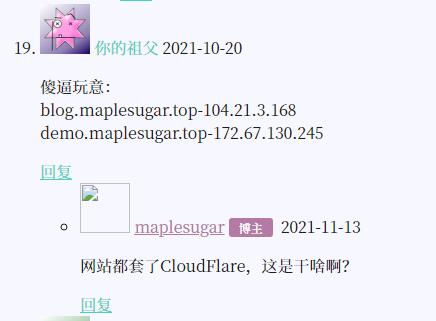 19. 你的祖父 2021-10-20
傻逼玩意：
blog.maplesugar.top-104.21.3.168
demo.maplesugar.top-172.67.130.245
回复
maplesugar 博主 2021-11-13
网站都套了CloudFlare，这是干啥啊？
回复